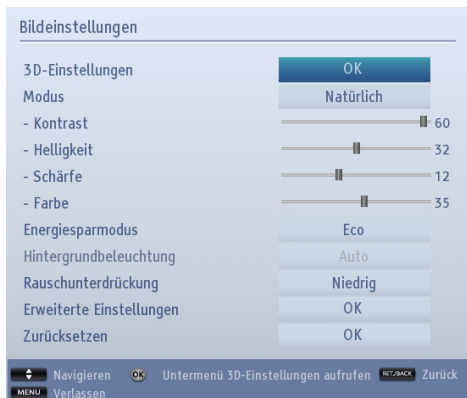 Bildeinstellungen
3D-Einstellungen OK
Modus Natürlich
- Kontrast 60
- Helligkeit 32
- Schärfe 12
- Farbe 35
Energiesparmodus Eco
Hintergrundbeleuchtung Auto
Rauschunterdrückung Niedrig
Erweiterte Einstellungen OK
Zurücksetzen OK
Navigieren OK Untermenü 3D-Einstellungen aufrufen RET./BACK Zurück
MENU Verlassen